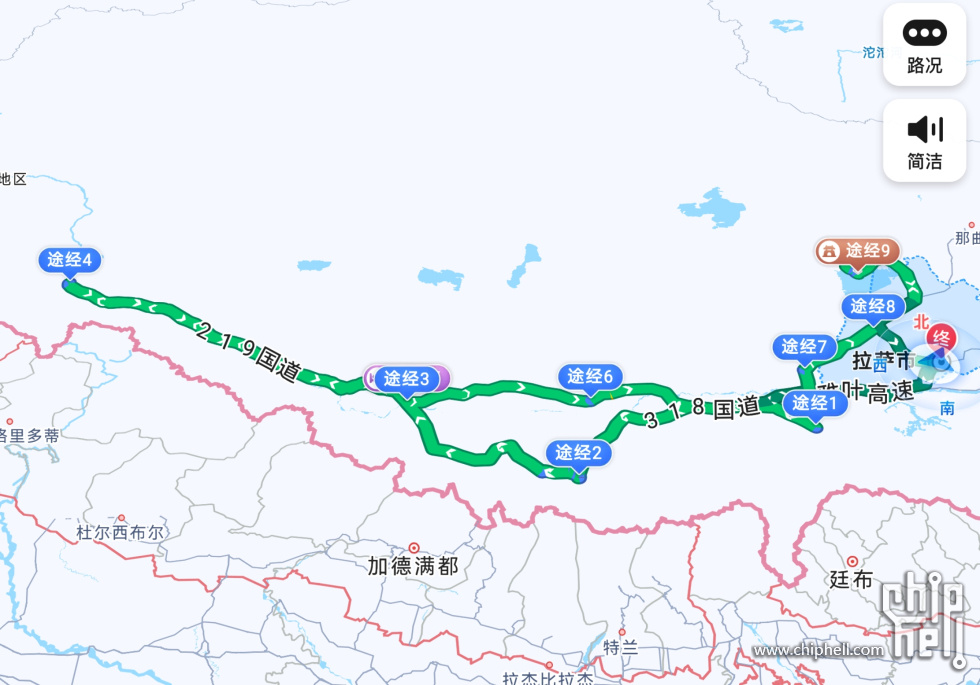 路况
简洁
沱沱
地区
那曲
途经4
途经9
途经8
北
终
219国道
途经7
拉萨市
西
途经3
途经6
途经1
叶高速
南
318国道
途经2
格里多蒂
杜尔西布尔
加德满都
廷布
chip
hell
特兰
www.chiphell.com
拉杰比拉杰